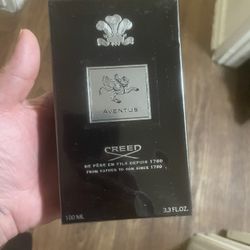 AVENTUS
CREED
DE PÈRE EN FILS DEPUIS 1760
FROM FATHER TO SON SINCE 1760
100 ML 3.3 FL.OZ.